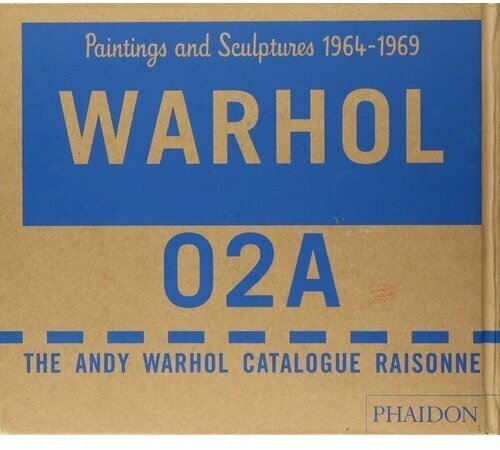 Paintings and Sculptures 1964-1969
WARHOL
02A
THE ANDY WARHOL CATALOGUE RAISONNE
PHAIDON